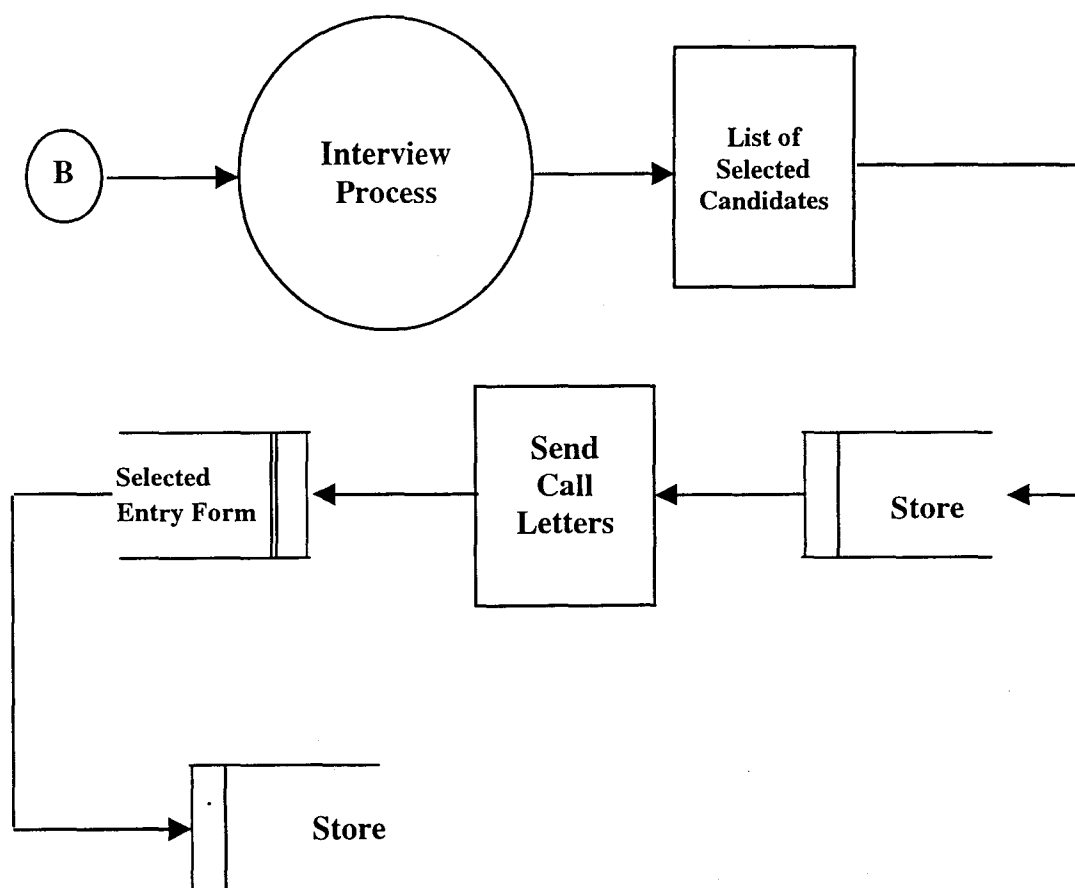 B
Interview
Process
List of
Selected
Candidates
Selected
Entry Form
Send
Call
Letters
Store
Store